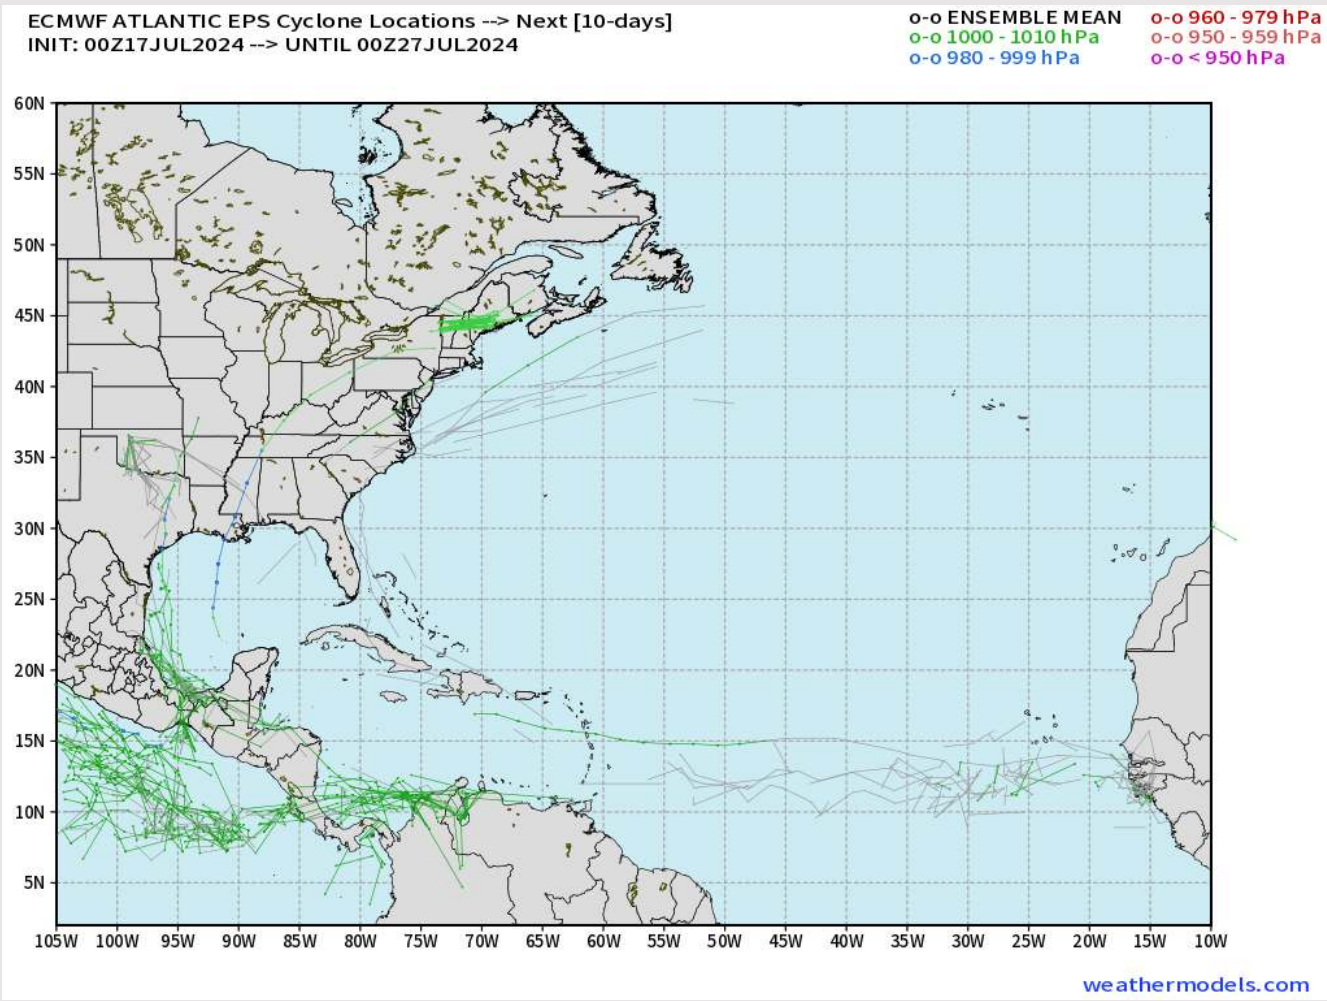 ECMWF ATLANTIC EPS Cyclone Locations --> Next [10-days]
INIT: 00Z17JUL2024 --> UNTIL 00Z27JUL2024
o-o ENSEMBLE MEAN
o-o 1000 - 1010 hPa
o-o 980 - 999 hPa
o-o 960 - 979 hPa
o-o 950 - 959 hPa
o-o < 950 hPa
60N
55N
50N
45N
40N
35N
30N
25N
20N
15N
10N
5N
105W 100W 95W 90W 85W 80W 75W 70W 65W 60W 55W 50W 45W 40W 35W 30W 25W 20W 15W 10W
weathermodels.com